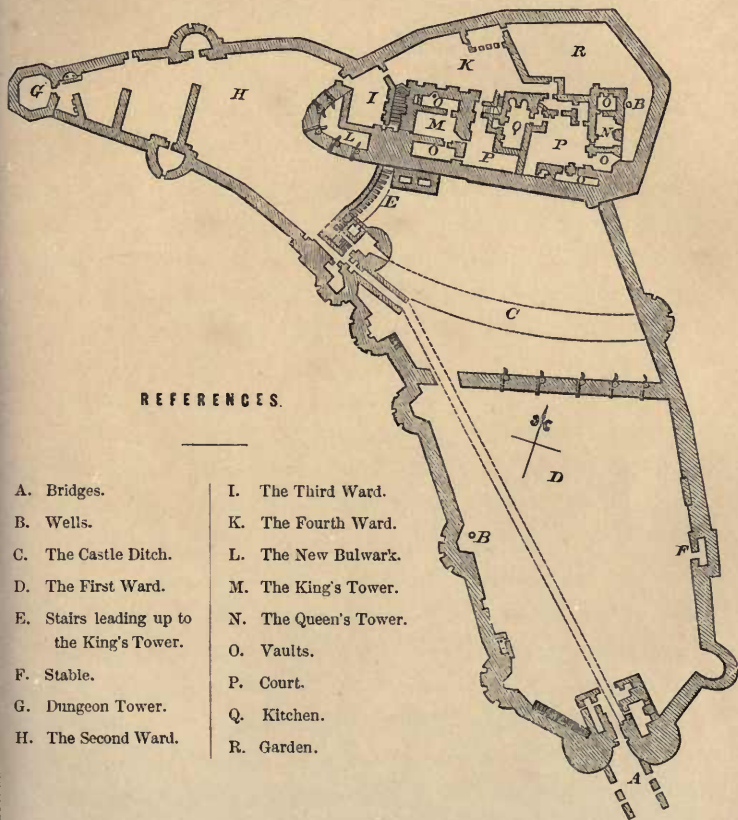 G
H
I
K
R
O
M
L
O
P
Q
P
O
B
N
O
E
C
D
B
F
A
REFERENCES.
A. Bridges.
B. Wells.
C. The Castle Ditch.
D. The First Ward.
E. Stairs leading up to
the King's Tower.
F. Stable.
G. Dungeon Tower.
H. The Second Ward.
I. The Third Ward.
K. The Fourth Ward.
L. The New Bulwark.
M. The King's Tower.
N. The Queen's Tower.
O. Vaults.
P. Court.
Q. Kitchen.
R. Garden.